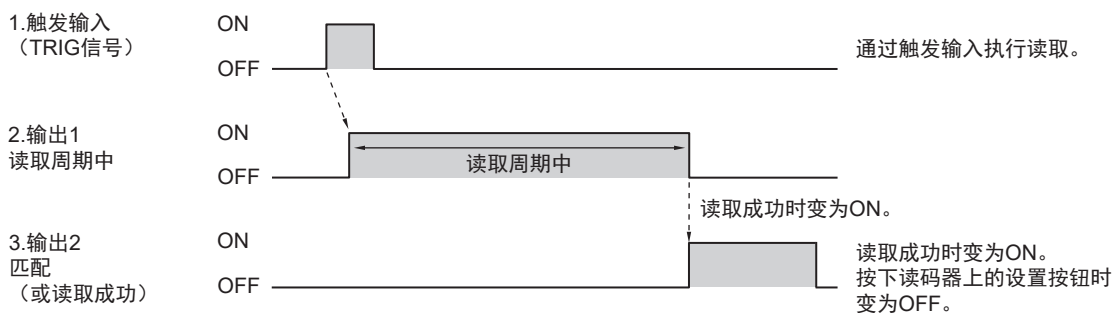 1.触发输入
（TRIG信号）
ON
OFF
通过触发输入执行读取。
2.输出1
读取周期中
ON
OFF
读取周期中
读取成功时变为ON。
3.输出2
匹配
（或读取成功）
ON
OFF
读取成功时变为ON。
按下读码器上的设置按钮时
变为OFF。